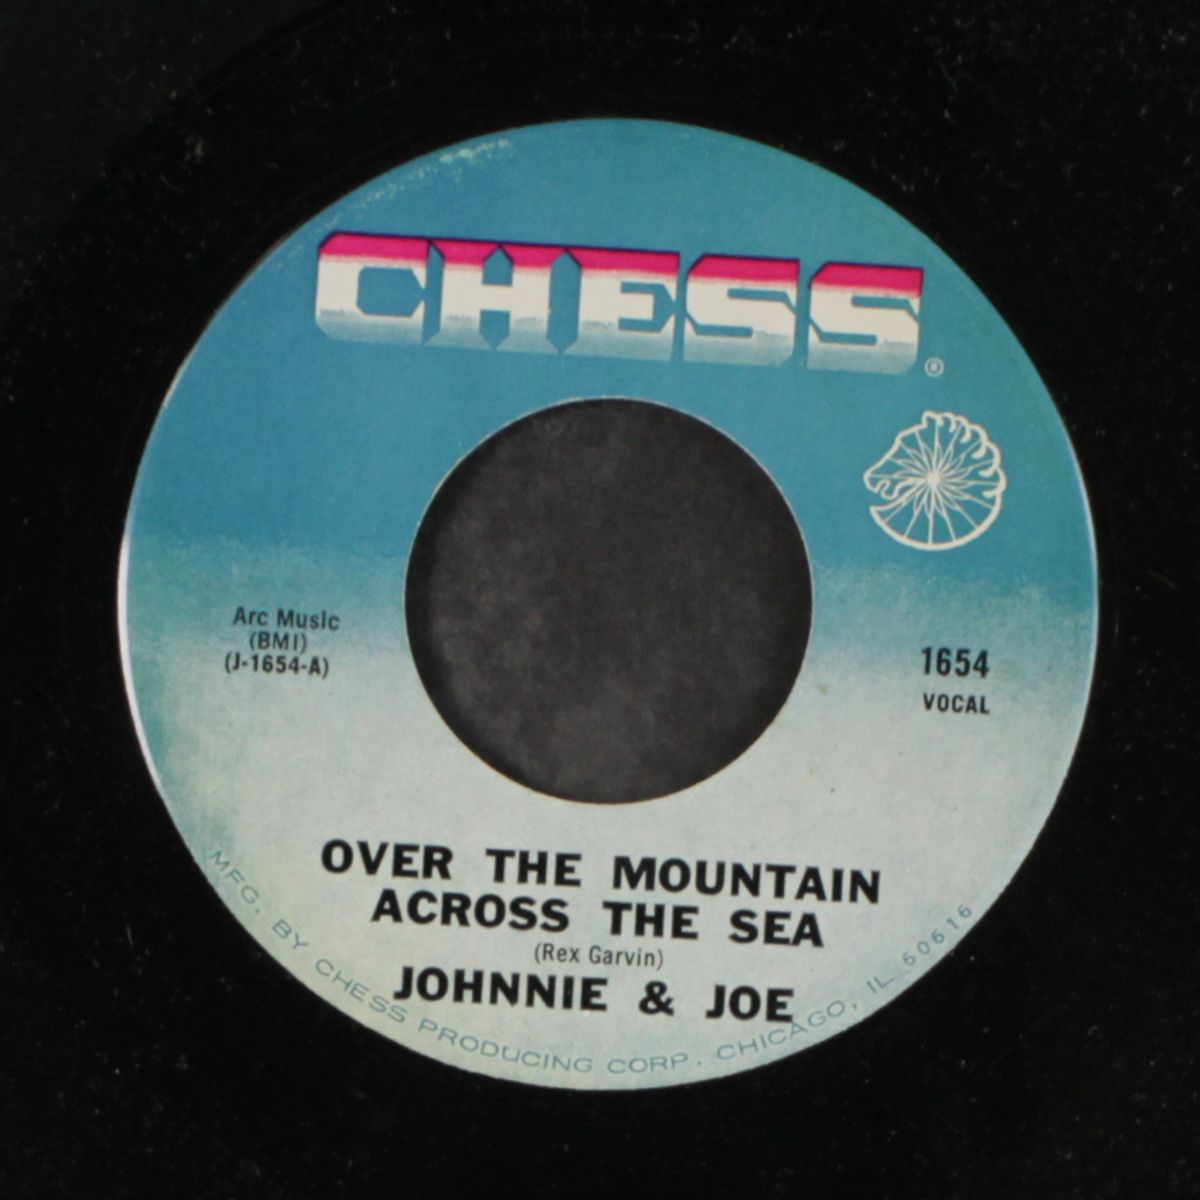 CHESS
®
Arc Music
(BMI)
(J-1654-A)
1654
VOCAL
OVER THE MOUNTAIN
ACROSS THE SEA
(Rex Garvin)
JOHNNIE & JOE
MFG. BY CHESS PRODUCING CORP. CHICAGO, IL 60616